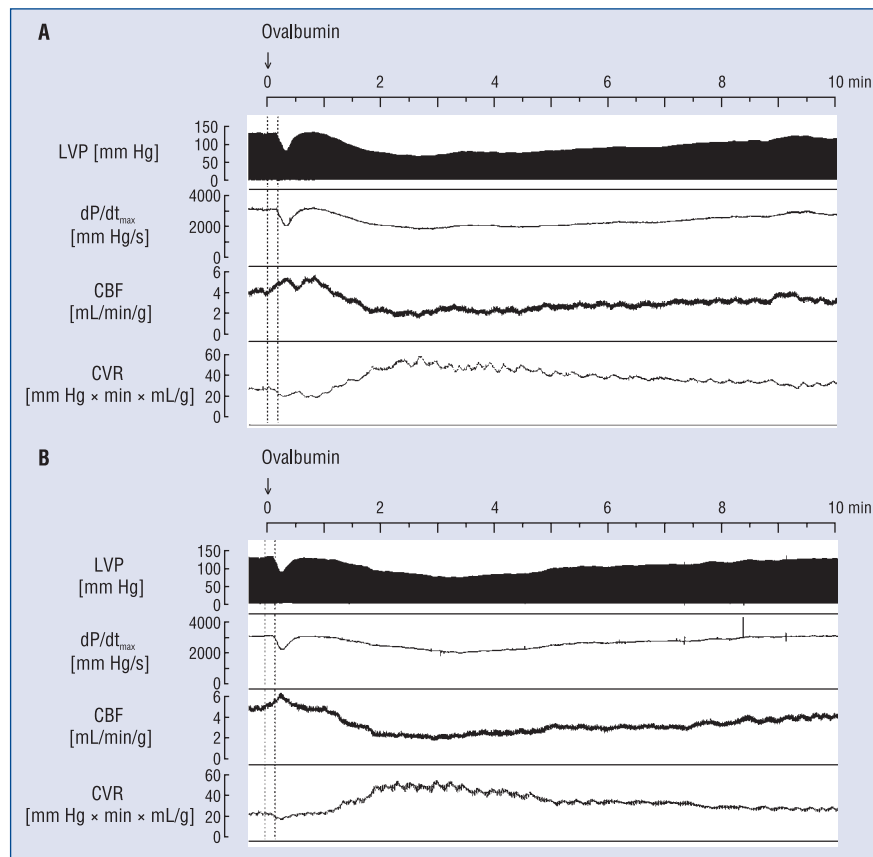 A
Ovalbumin
↓
0 2 4 6 8 10 min
LVP [mm Hg]
150
100
50
0
dP/dtmax
[mm Hg/s]
4000
2000
0
CBF
[mL/min/g]
6
4
2
0
CVR
[mm Hg × min × mL/g]
60
40
20
0
B
Ovalbumin
↓
0 2 4 6 8 10 min
LVP
[mm Hg]
150
100
50
0
dP/dtmax
[mm Hg/s]
4000
2000
0
CBF
[mL/min/g]
6
4
2
0
CVR
[mm Hg × min × mL/g]
60
40
20
0